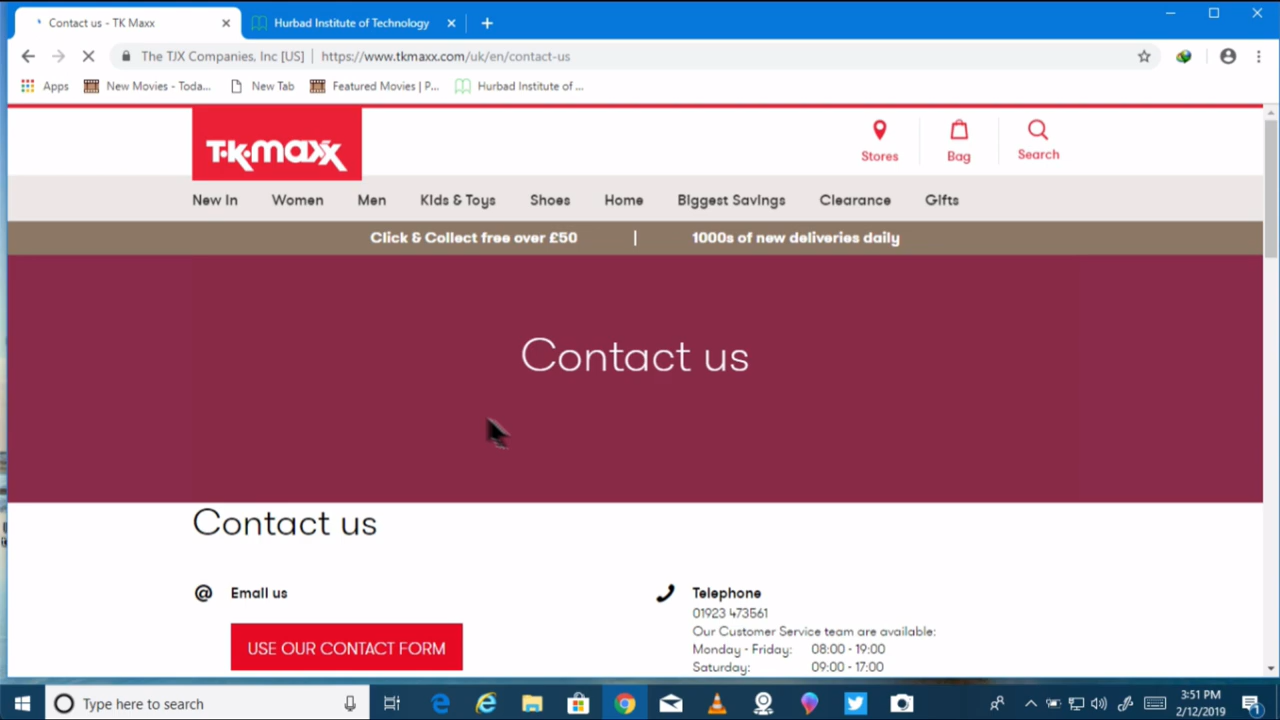 Contact us - TK Maxx
Hurbad Institute of Technology
The TJX Companies, Inc [US] | https://www.tkmaxx.com/uk/en/contact-us
Apps New Movies - Toda... New Tab Featured Movies | P... Hurbad Institute of ...
T·K·maxx
Stores Bag Search
New In Women Men Kids & Toys Shoes Home Biggest Savings Clearance Gifts
Click & Collect free over £50 | 1000s of new deliveries daily
Contact us
Contact us
@ Email us
USE OUR CONTACT FORM
Telephone
01923 473561
Our Customer Service team are available:
Monday - Friday: 08:00 - 19:00
Saturday: 09:00 - 17:00
Type here to search
3:51 PM
2/12/2019
1